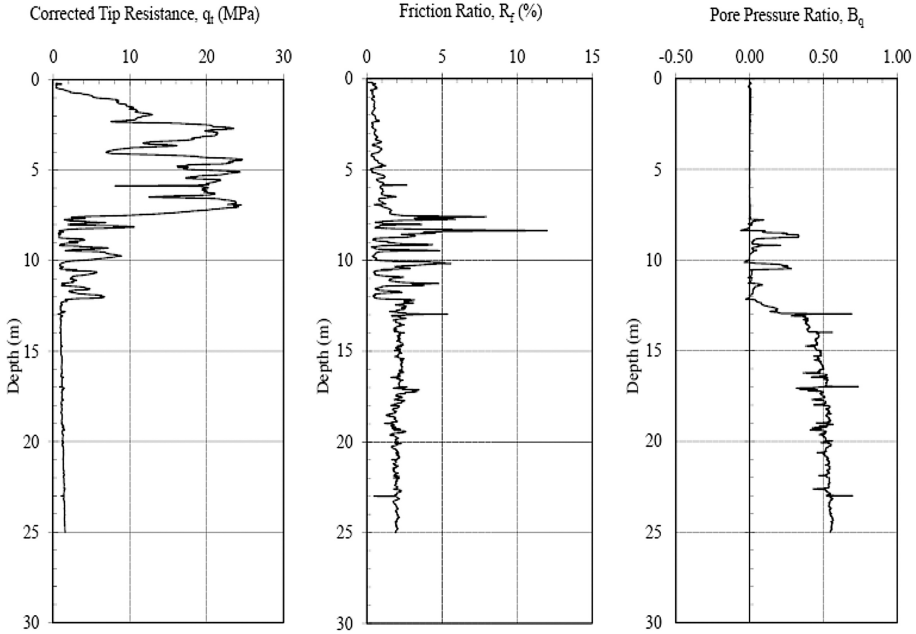 Corrected Tip Resistance, qt (MPa)
0 10 20 30
0
5
10
15
20
25
30
Depth (m)
Friction Ratio, Rf (%)
0 5 10 15
0
5
10
15
20
25
30
Depth (m)
Pore Pressure Ratio, Bq
-0.50 0.00 0.50 1.00
0
5
10
15
20
25
30
Depth (m)